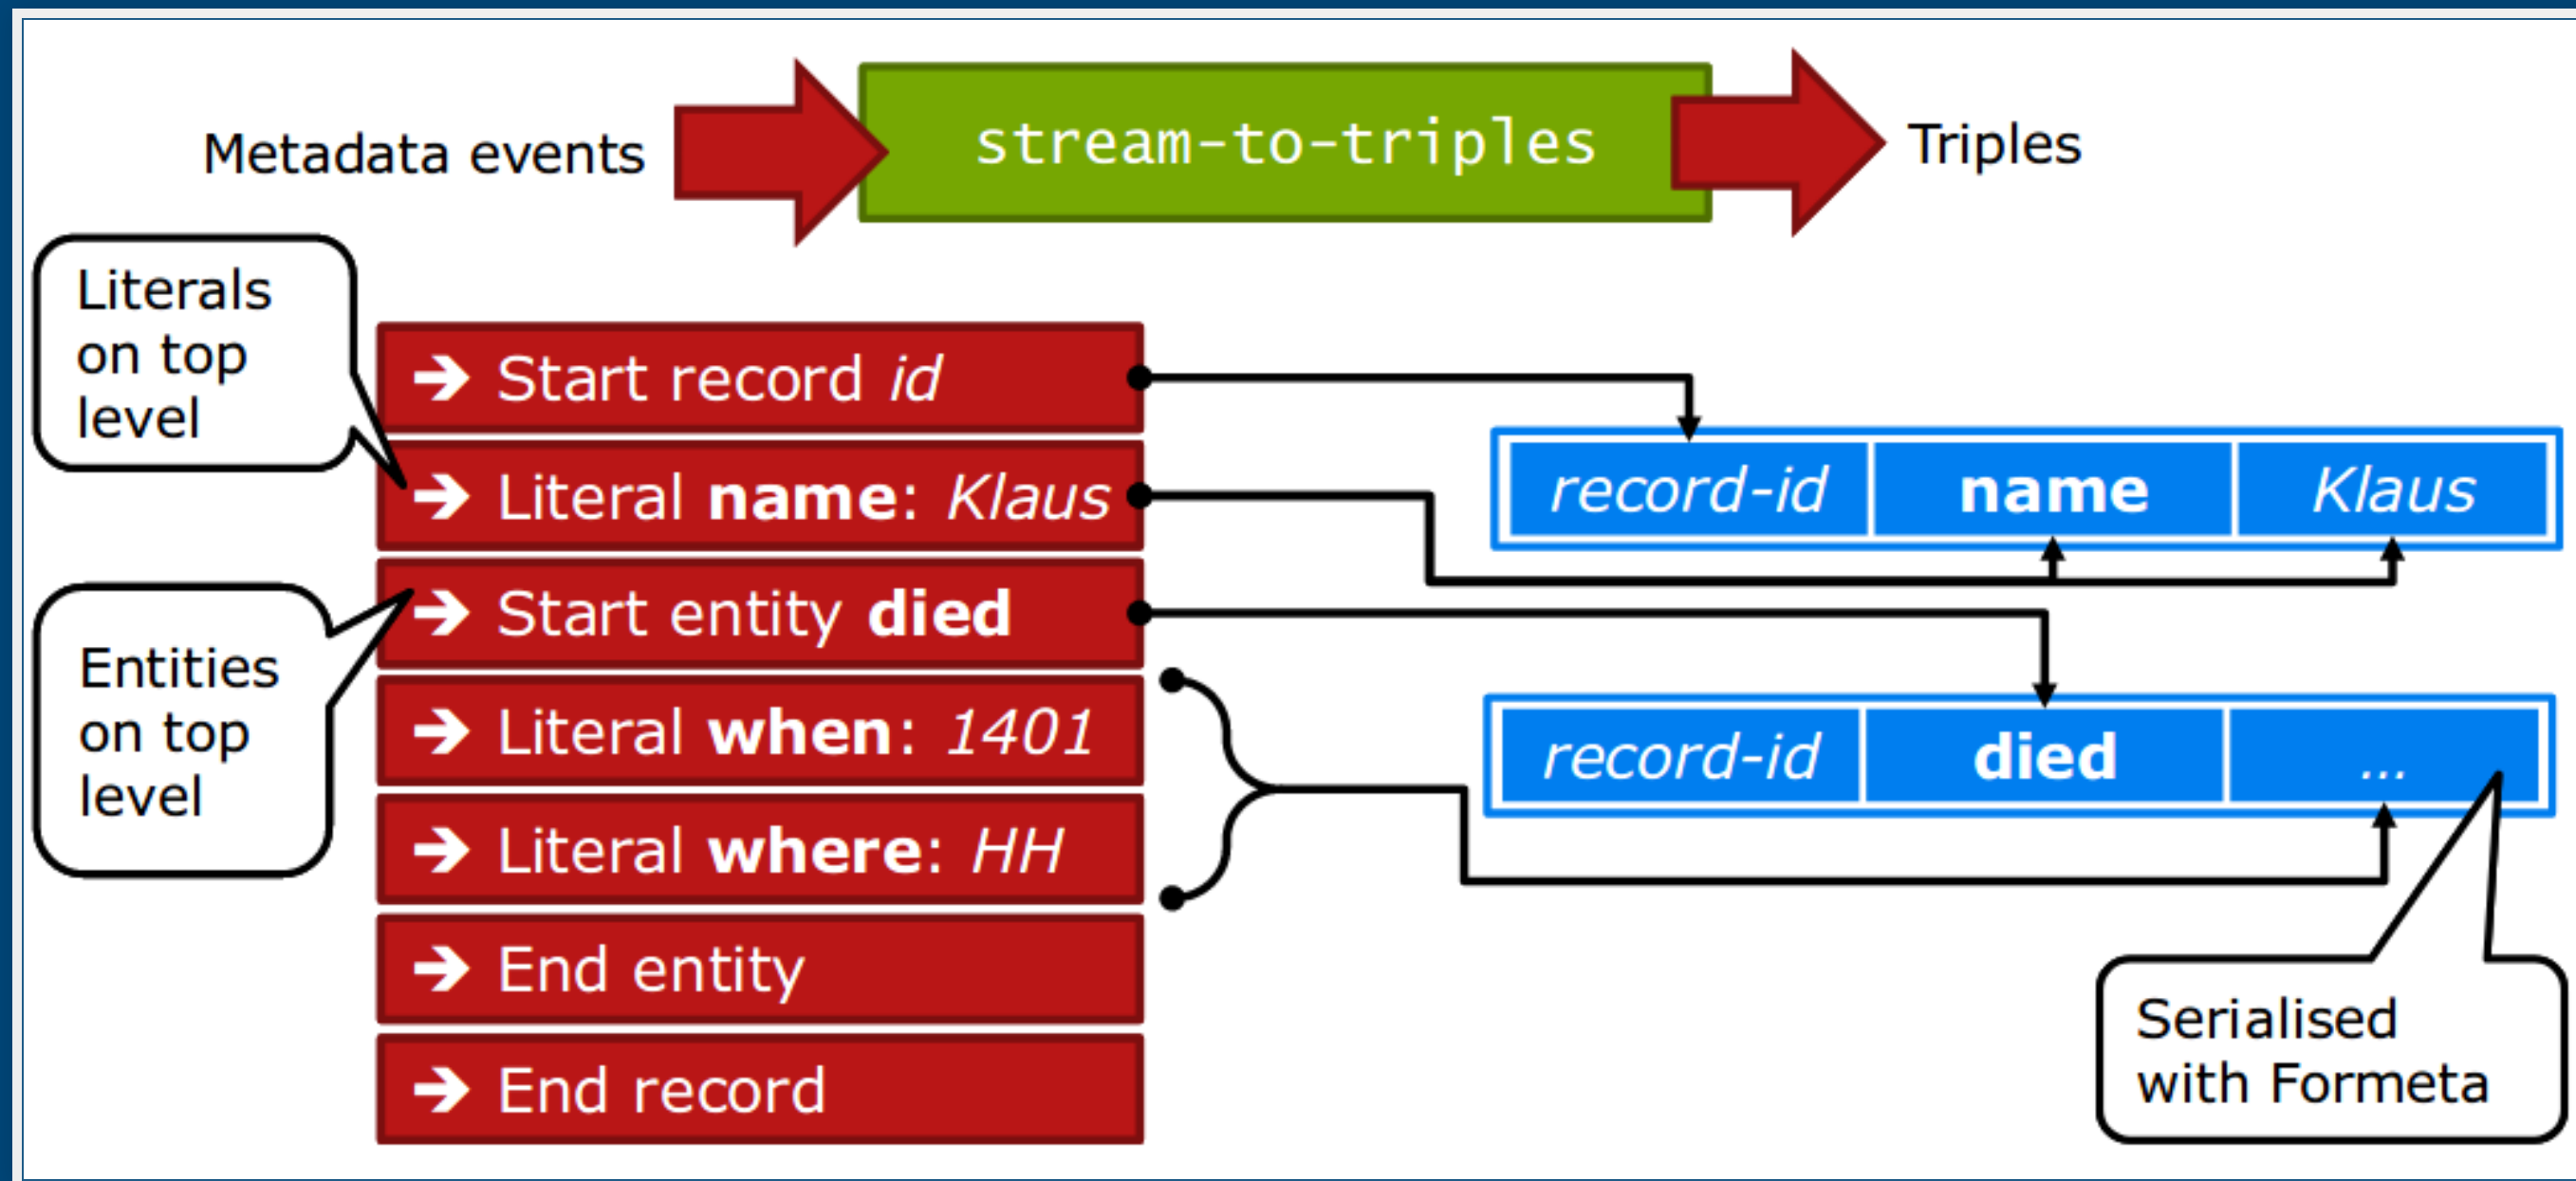 Metadata events
stream-to-triples
Triples
Literals
on top
level
Entities
on top
level
➔ Start record id
➔ Literal name: Klaus
➔ Start entity died
➔ Literal when: 1401
➔ Literal where: HH
➔ End entity
➔ End record
record-id name Klaus
record-id died ...
Serialised
with Formeta